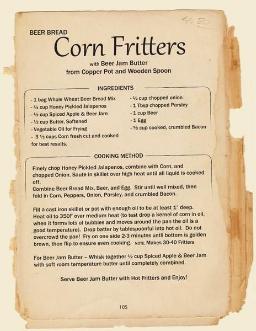 BEER BREAD
Corn Fritters
with Beer Jam Butter
from Copper Pot and Wooden Spoon
INGREDIENTS
- 1 bag Whole Wheat Beer Bread Mix
- ½ cup chopped onion
- ¼ cup Honey Pickled Jalapenos
- 1 Tbsp chopped Parsley
- ½ cup Spiced Apple & Beer Jam
- 1 cup Beer
- ½ cup Butter, Softened
- 1 Egg
- Vegetable Oil for Frying
- ½ cup cooked, crumbled Bacon
- 3 ½ cups Corn fresh cut and cooked
for best results.
COOKING METHOD
Finely chop Honey Pickled Jalapenos, combine with Corn, and
chopped Onion. Saute in skillet over high heat until all liquid is cooked
off.
Combine Beer Bread Mix, Beer, and Egg. Stir until well mixed, then
fold in Corn, Peppers, Onion, Parsley, and crumbled Bacon.
Fill a cast iron skillet or pot with enough oil to be at least 1" deep.
Heat oil to 350° over medium heat (to test drop a kernel of corn in oil,
when it forms lots of bubbles and moves around the pan the oil is a
good temperature). Drop batter by tablespoonful into hot oil. Do not
overcrowd the pan! Fry on one side 2-3 minutes until bottom is golden
brown, then flip to ensure even cooking. NOTE: MAKES 30-40 Fritters
For Beer Jam Butter – Whisk together ½ cup Spiced Apple & Beer Jam
with soft room temperature butter until completely combined.
Serve Beer Jam Butter with Hot Fritters and Enjoy!
105